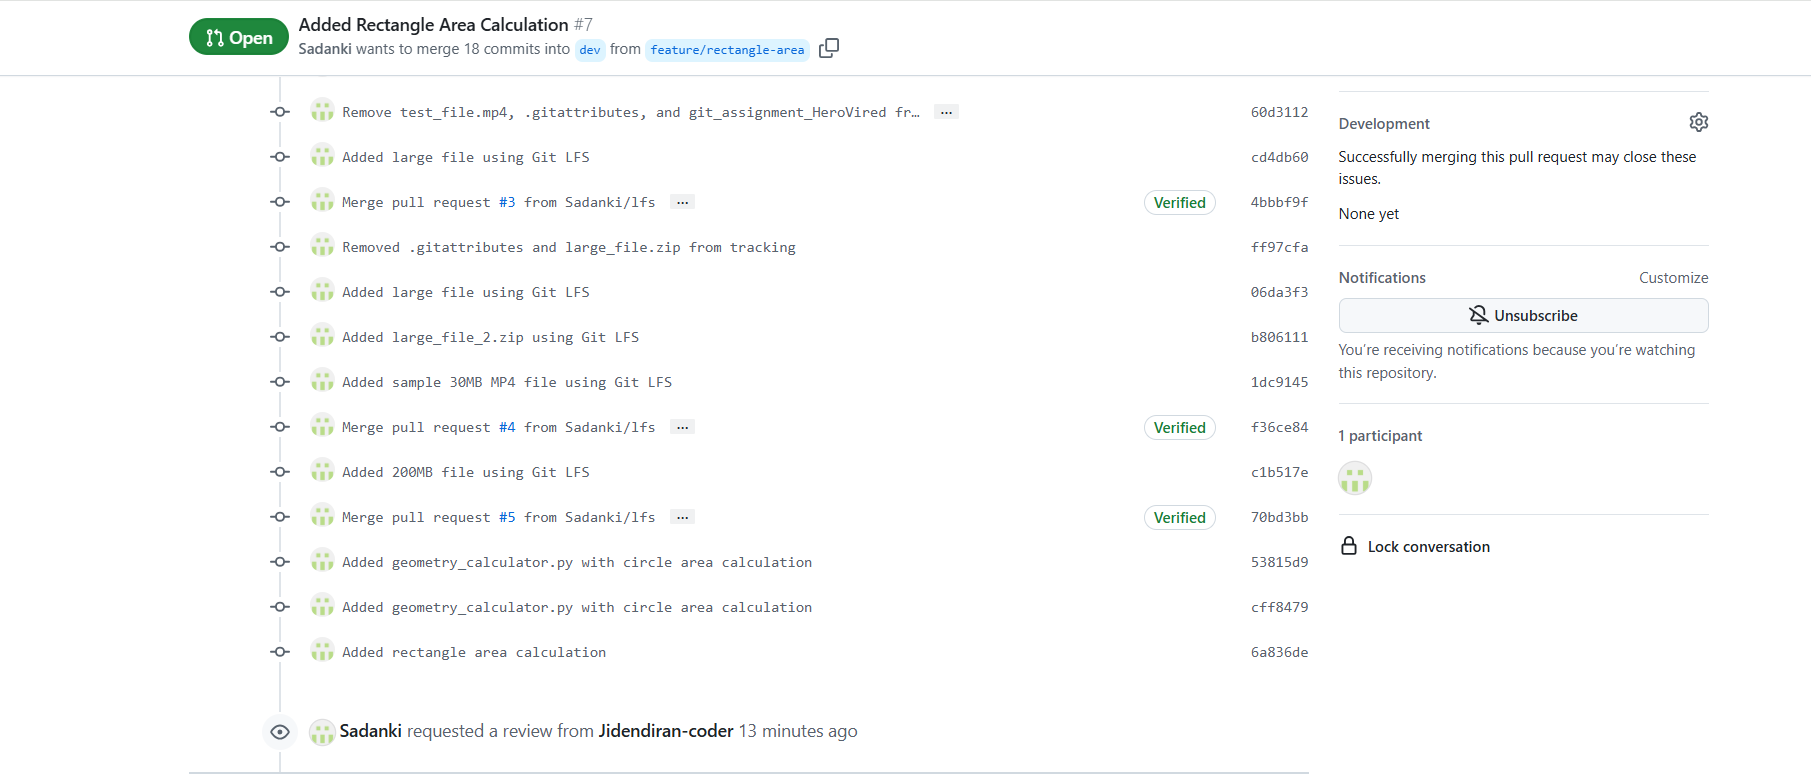 Open
Added Rectangle Area Calculation #7
Sadanki wants to merge 18 commits into dev from feature/rectangle-area
Remove test_file.mp4, .gitattributes, and git_assignment_HeroVired fr… ... 60d3112
Added large file using Git LFS cd4db60
Merge pull request #3 from Sadanki/lfs ... Verified 4bbbf9f
Removed .gitattributes and large_file.zip from tracking ff97cfa
Added large file using Git LFS 06da3f3
Added large_file_2.zip using Git LFS b806111
Added sample 30MB MP4 file using Git LFS 1dc9145
Merge pull request #4 from Sadanki/lfs ... Verified f36ce84
Added 200MB file using Git LFS c1b517e
Merge pull request #5 from Sadanki/lfs ... Verified 70bd3bb
Added geometry_calculator.py with circle area calculation 53815d9
Added geometry_calculator.py with circle area calculation cff8479
Added rectangle area calculation 6a836de
Sadanki requested a review from Jidendiran-coder 13 minutes ago
Development
Successfully merging this pull request may close these
issues.
None yet
Notifications Customize
Unsubscribe
You're receiving notifications because you're watching
this repository.
1 participant
Lock conversation